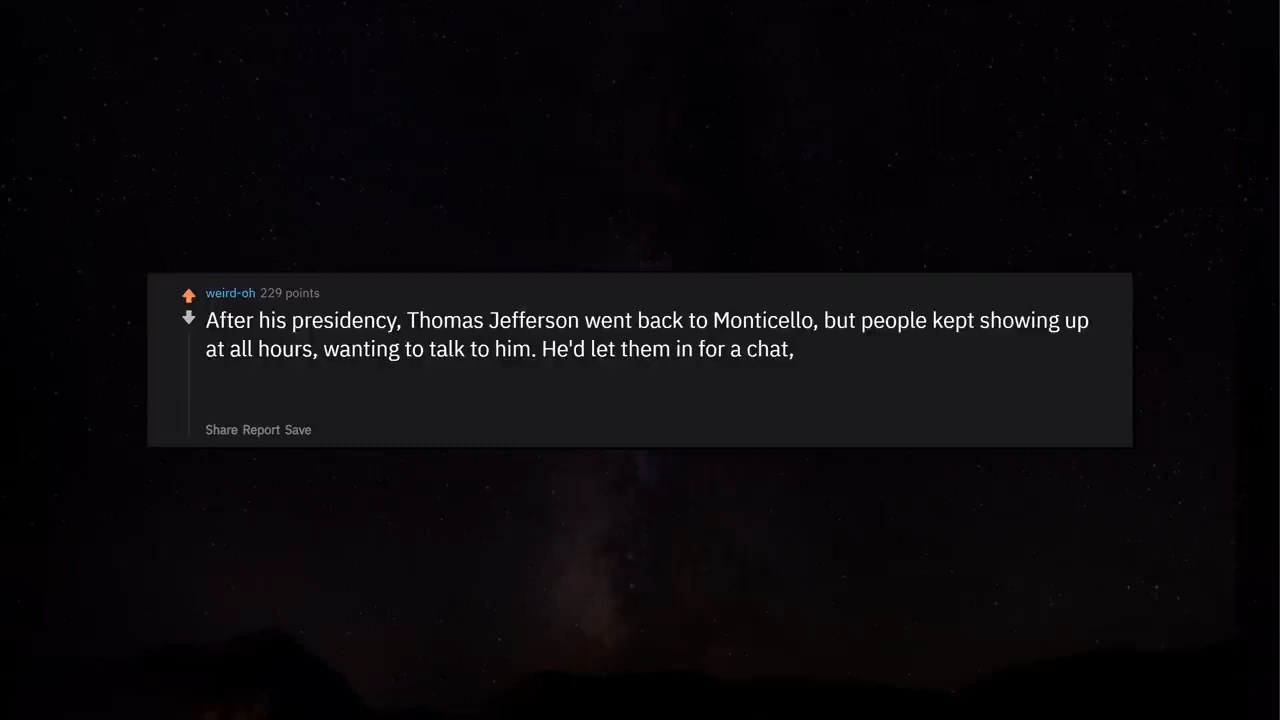 weird-oh 229 points
After his presidency, Thomas Jefferson went back to Monticello, but people kept showing up
at all hours, wanting to talk to him. He'd let them in for a chat,
Share Report Save